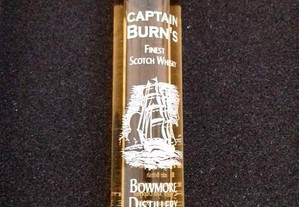 CAPTAIN
BURN'S
FINEST
SCOTCH WHISKY
BOWMORE
DISTILLERY